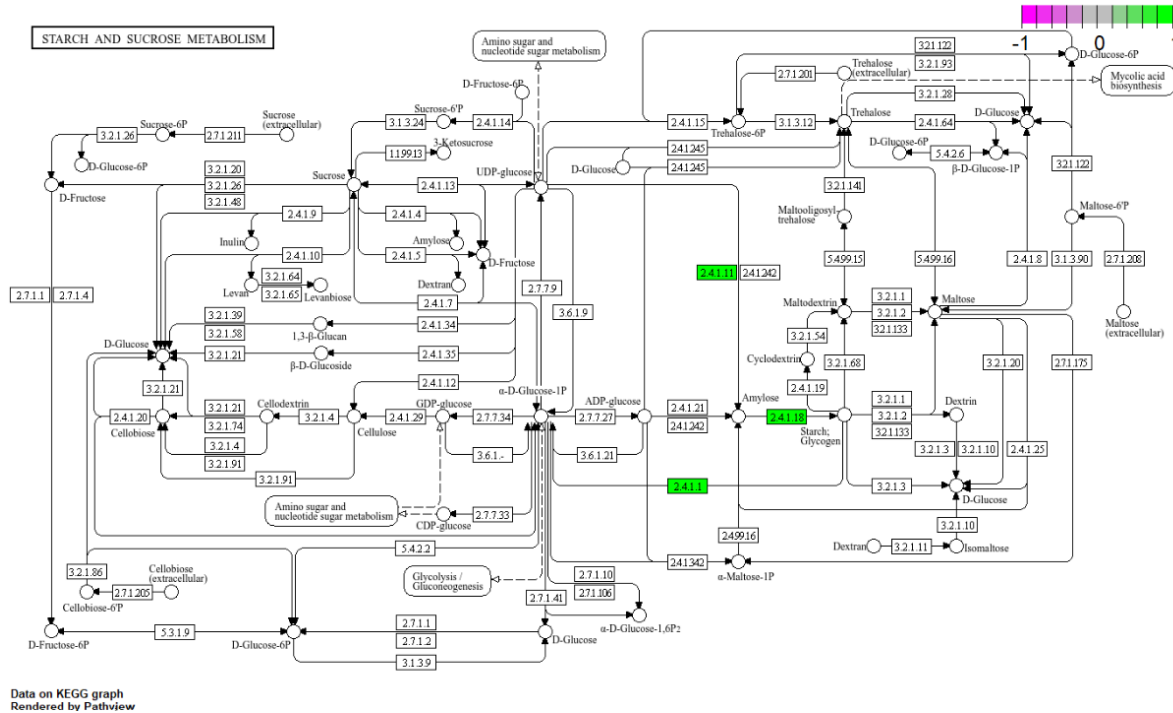 STARCH AND SUCROSE METABOLISM
-1 0 1
Amino sugar and
nucleotide sugar metabolism
3.2.1.122
3.2.1.93
D-Glucose-6P
Trehalose
(extracellular)
2.7.1.201
Mycolic acid
biosynthesis
D-Fructose-6P
Sucrose-6'P
3.1.3.24
2.4.1.14
Sucrose-6P
Sucrose
(extracellular)
3.2.1.26
2.7.1.211
D-Glucose-6P
3-Ketosucrose
1.1.99.13
2.4.1.15
Trehalose-6P
3.1.3.12
Trehalose
3.2.1.28
2.4.1.64
D-Glucose
2.4.1.245
2.4.1.245
D-Glucose
D-Glucose-6P
5.4.2.6
β-D-Glucose-1P
3.2.1.122
D-Fructose
3.2.1.20
3.2.1.26
3.2.1.48
Sucrose
2.4.1.13
UDP-glucose
3.2.1.141
Maltooligosyl-
trehalose
Maltose-6'P
2.4.1.9
2.4.1.4
Inulin
Amylose
2.4.1.10
2.4.1.5
D-Fructose
Levan
3.2.1.64
3.2.1.65
Levanbiose
Dextran
2.4.1.7
2.7.1.1
2.7.1.4
2.7.7.9
3.6.1.9
2.4.1.11
2.4.1.242
5.4.99.15
5.4.99.16
2.4.1.8
3.1.3.90
2.7.1.208
Maltodextrin
3.2.1.1
3.2.1.2
3.2.1.133
Maltose
Maltose
(extracellular)
3.2.1.39
3.2.1.58
1,3-β-Glucan
2.4.1.34
D-Glucose
3.2.1.21
β-D-Glucoside
2.4.1.35
3.2.1.54
Cyclodextrin
3.2.1.68
3.2.1.20
2.7.1.175
3.2.1.21
2.4.1.12
α-D-Glucose-1P
2.4.1.19
2.4.1.20
Cellobiose
3.2.1.21
3.2.1.74
Cellodextrin
3.2.1.4
Cellulose
2.4.1.29
GDP-glucose
2.7.7.34
2.7.7.27
ADP-glucose
2.4.1.21
2.4.1.242
Amylose
2.4.1.18
Starch;
Glycogen
3.2.1.1
3.2.1.2
3.2.1.133
Dextrin
3.2.1.4
3.2.1.91
3.2.1.91
3.6.1.-
3.6.1.21
3.2.1.3
3.2.1.10
2.4.1.25
2.4.1.1
3.2.1.3
D-Glucose
Amino sugar and
nucleotide sugar metabolism
CDP-glucose
2.7.7.33
5.4.2.2
2.4.99.16
3.2.1.10
Dextran
3.2.1.11
Isomaltose
3.2.1.86
Cellobiose
(extracellular)
Cellobiose-6'P
2.7.1.205
Glycolysis /
Gluconeogenesis
2.4.1.342
α-Maltose-1P
2.7.1.10
2.7.1.106
2.7.1.41
α-D-Glucose-1,6P2
D-Fructose-6P
5.3.1.9
D-Glucose-6P
2.7.1.1
2.7.1.2
3.1.3.9
D-Glucose
Data on KEGG graph
Rendered by Pathview